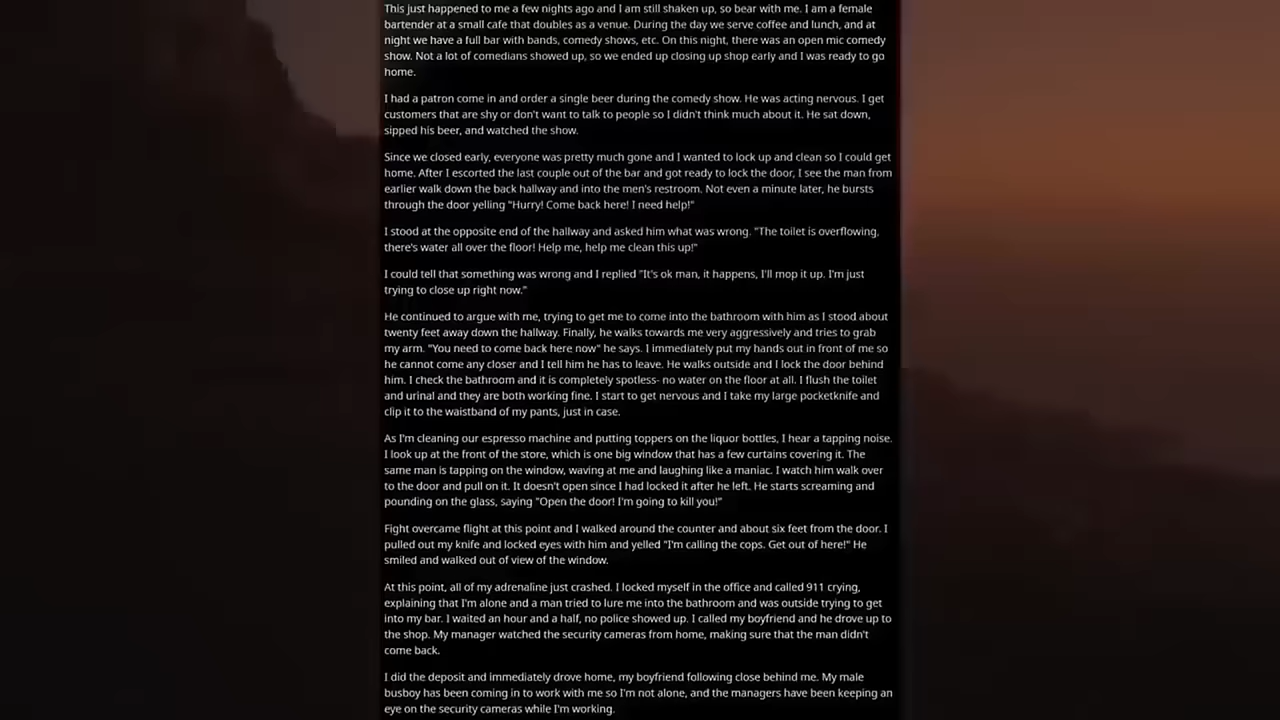 This just happened to me a few nights ago and I am still shaken up, so bear with me. I am a female
bartender at a small cafe that doubles as a venue. During the day we serve coffee and lunch, and at
night we have a full bar with bands, comedy shows, etc. On this night, there was an open mic comedy
show. Not a lot of comedians showed up, so we ended up closing up shop early and I was ready to go
home.
I had a patron come in and order a single beer during the comedy show. He was acting nervous. I get
customers that are shy or don't want to talk to people so I didn't think much about it. He sat down,
sipped his beer, and watched the show.
Since we closed early, everyone was pretty much gone and I wanted to lock up and clean so I could get
home. After I escorted the last couple out of the bar and got ready to lock the door, I see the man from
earlier walk down the back hallway and into the men's restroom. Not even a minute later, he bursts
through the door yelling "Hurry! Come back here! I need help!"
I stood at the opposite end of the hallway and asked him what was wrong. "The toilet is overflowing,
there's water all over the floor! Help me, help me clean this up!"
I could tell that something was wrong and I replied "It's ok man, it happens, I'll mop it up. I'm just
trying to close up right now."
He continued to argue with me, trying to get me to come into the bathroom with him as I stood about
twenty feet away down the hallway. Finally, he walks towards me very aggressively and tries to grab
my arm. "You need to come back here now" he says. I immediately put my hands out in front of me so
he cannot come any closer and I tell him he has to leave. He walks outside and I lock the door behind
him. I check the bathroom and it is completely spotless- no water on the floor at all. I flush the toilet
and urinal and they are both working fine. I start to get nervous and I take my large pocketknife and
clip it to the waistband of my pants, just in case.
As I'm cleaning our espresso machine and putting toppers on the liquor bottles, I hear a tapping noise.
I look up at the front of the store, which is one big window that has a few curtains covering it. The
same man is tapping on the window, waving at me and laughing like a maniac. I watch him walk over
to the door and pull on it. It doesn't open since I had locked it after he left. He starts screaming and
pounding on the glass, saying "Open the door! I'm going to kill you!"
Fight overcame flight at this point and I walked around the counter and about six feet from the door. I
pulled out my knife and locked eyes with him and yelled "I'm calling the cops. Get out of here!" He
smiled and walked out of view of the window.
At this point, all of my adrenaline just crashed. I locked myself in the office and called 911 crying,
explaining that I'm alone and a man tried to lure me into the bathroom and was outside trying to get
into my bar. I waited an hour and a half, no police showed up. I called my boyfriend and he drove up to
the shop. My manager watched the security cameras from home, making sure that the man didn't
come back.
I did the deposit and immediately drove home, my boyfriend following close behind me. My male
busboy has been coming in to work with me so I'm not alone, and the managers have been keeping an
eye on the security cameras while I'm working.